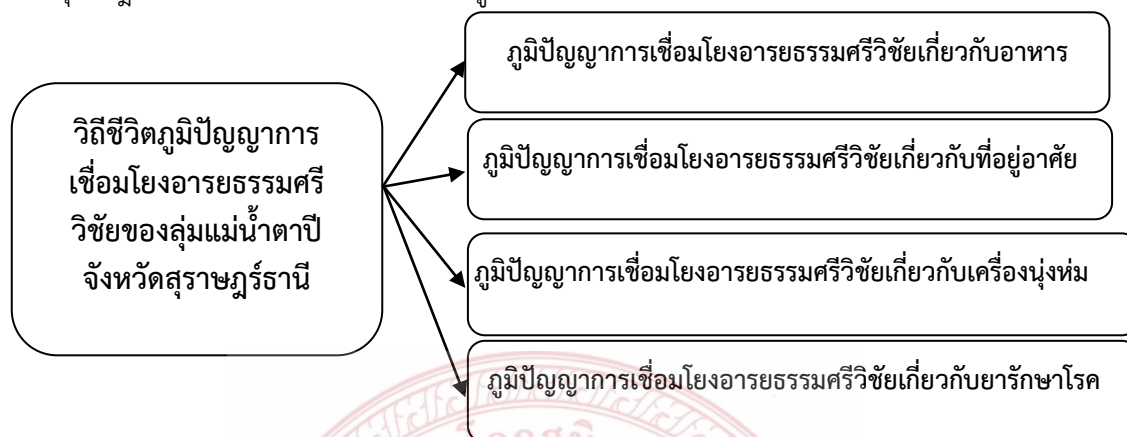 ภูมิปัญญาการเชื่อมโยงอารยธรรมศรีวิชัยเกี่ยวกับอาหาร
วิถีชีวิตภูมิปัญญาการ
เชื่อมโยงอารยธรรมศรี
วิชัยของลุ่มแม่น้ำตาปี
จังหวัดสุราษฎร์ธานี
ภูมิปัญญาการเชื่อมโยงอารยธรรมศรีวิชัยเกี่ยวกับที่อยู่อาศัย
ภูมิปัญญาการเชื่อมโยงอารยธรรมศรีวิชัยเกี่ยวกับเครื่องนุ่งห่ม
ภูมิปัญญาการเชื่อมโยงอารยธรรมศรีวิชัยเกี่ยวกับยารักษาโรค